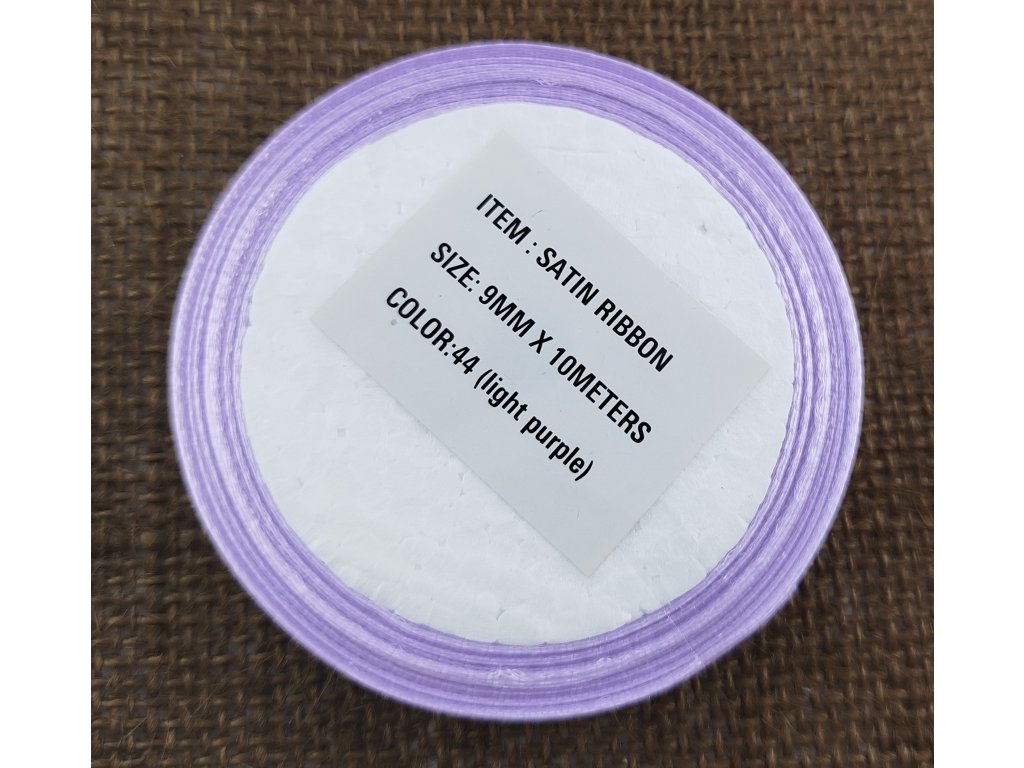 ITEM : SATIN RIBBON
SIZE: 9MM X 10METERS
COLOR:44 (light purple)